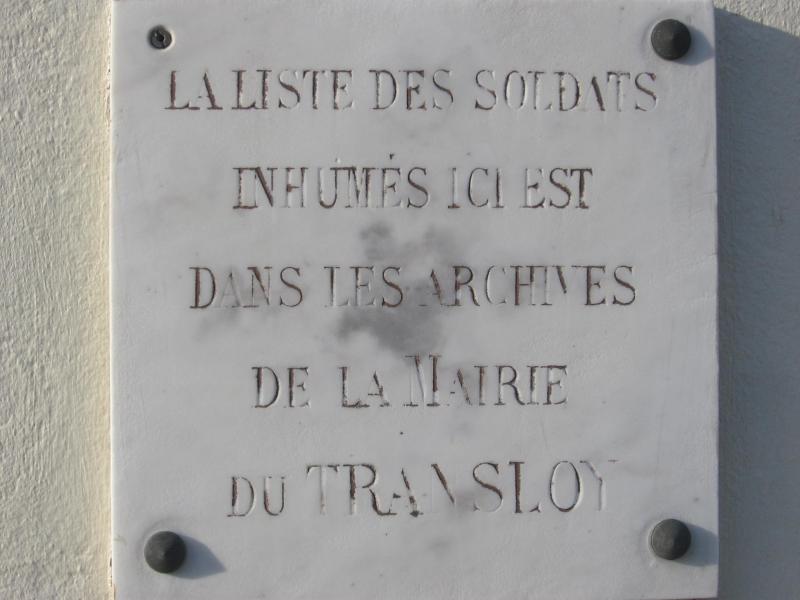 LA LISTE DES SOLDATS
INHUMÉS ICI EST
DANS LES ARCHIVES
DE LA MAIRIE
DU TRANSLOY